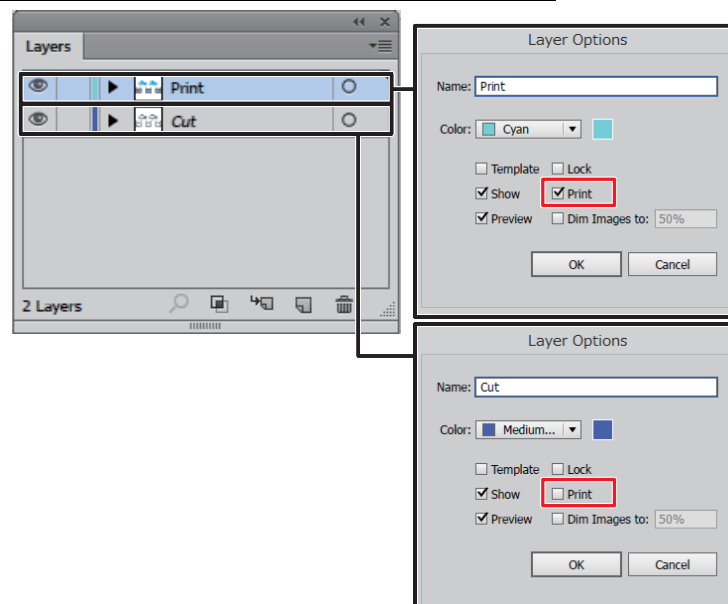 Layers
Print
Cut
2 Layers
Layer Options
Name: Print
Color: Cyan
Template Lock
Show Print
Preview Dim Images to: 50%
OK Cancel
Layer Options
Name: Cut
Color: Medium...
Template Lock
Show Print
Preview Dim Images to: 50%
OK Cancel